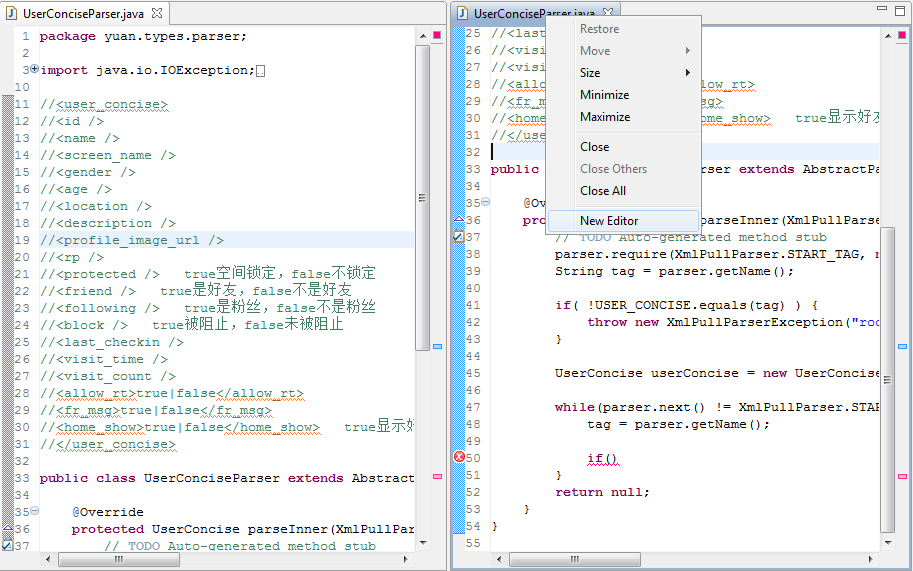 UserConciseParser.java
1 package yuan.types.parser;
2
3 import java.io.IOException;
10
11 //<user_concise>
12 //<id />
13 //<name />
14 //<screen_name />
15 //<gender />
16 //<age />
17 //<location />
18 //<description />
19 //<profile_image_url />
20 //<rp />
21 //<protected />   true空间锁定，false不锁定
22 //<friend />   true是好友，false不是好友
23 //<following />   true是粉丝，false不是粉丝
24 //<block />   true被阻止，false未被阻止
25 //<last_checkin />
26 //<visit_time />
27 //<visit_count />
28 //<allow_rt>true|false</allow_rt>
29 //<fr_msg>true|false</fr_msg>
30 //<home_show>true|false</home_show>   true显示好
31 //</user_concise>
32
33 public class UserConciseParser extends Abstract
34
35 @Override
36 protected UserConcise parseInner(XmlPullPar
37 // TODO Auto-generated method stub
UserConciseParser.java
25 //<last
26 //<visi
27 //<visi
28 //<allo low_rt>
29 //<fr_m sg>
30 //<home home_show>   true显示好友
31 //</us
32
33 public rser extends AbstractPa
34
35 @Ov
36 pro parseInner(XmlPullParse
37 // TODO Auto-generated method stub
38 parser.require(XmlPullParser.START_TAG, n
39 String tag = parser.getName();
40
41 if( !USER_CONCISE.equals(tag) ) {
42 throw new XmlPullParserException("roo
43 }
44
45 UserConcise userConcise = new UserConcise
46
47 while(parser.next() != XmlPullParser.STAR
48 tag = parser.getName();
49
50 if()
51 }
52 return null;
53 }
54 }
55
Restore
Move
Size
Minimize
Maximize
Close
Close Others
Close All
New Editor